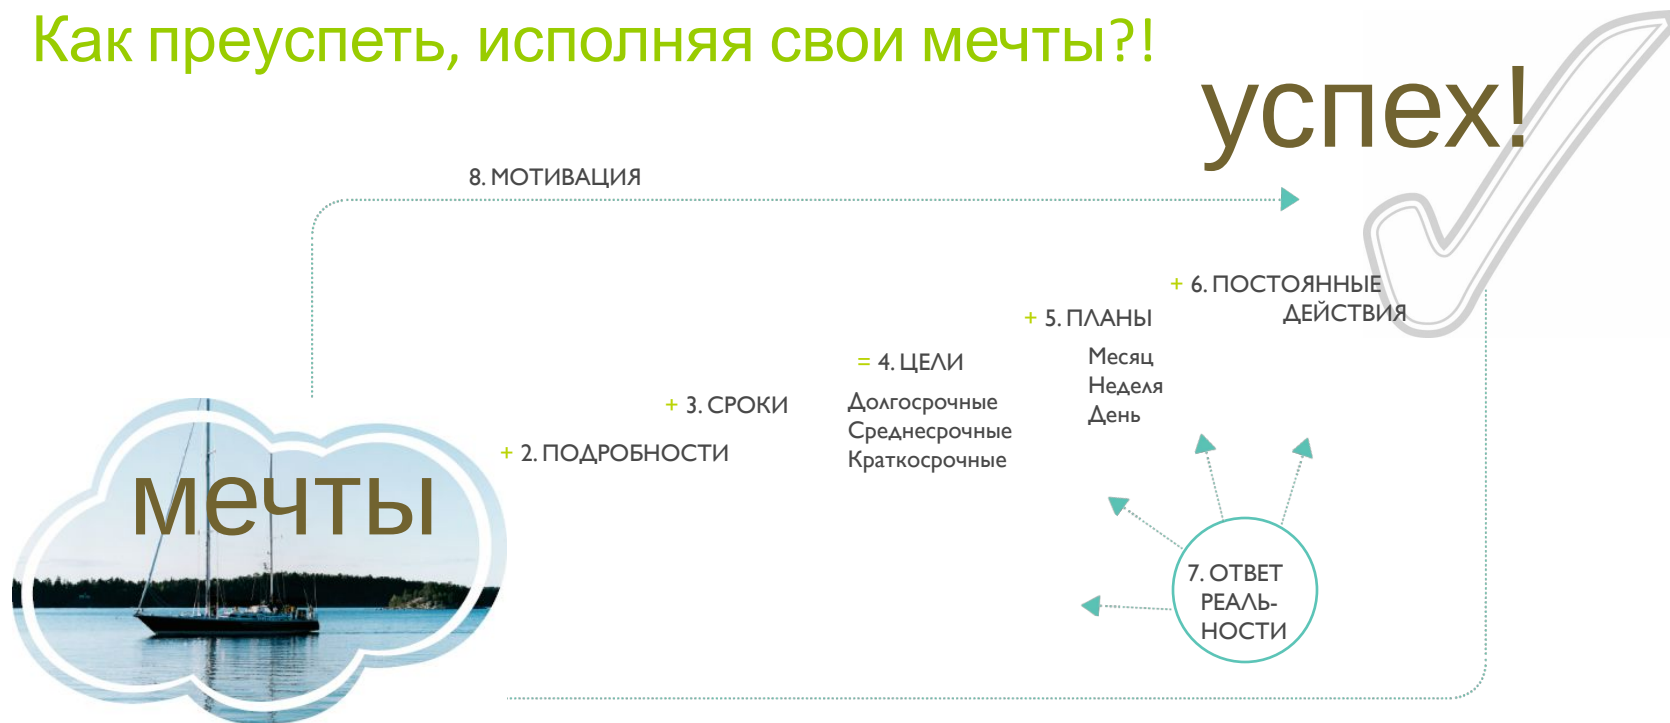 Как преуспеть, исполняя свои мечты?!
успех!
8. МОТИВАЦИЯ
+ 6. ПОСТОЯННЫЕ
ДЕЙСТВИЯ
+ 5. ПЛАНЫ
Месяц
Неделя
День
= 4. ЦЕЛИ
Долгосрочные
Среднесрочные
Краткосрочные
+ 3. СРОКИ
+ 2. ПОДРОБНОСТИ
мечты
7. ОТВЕТ
РЕАЛЬ-
НОСТИ